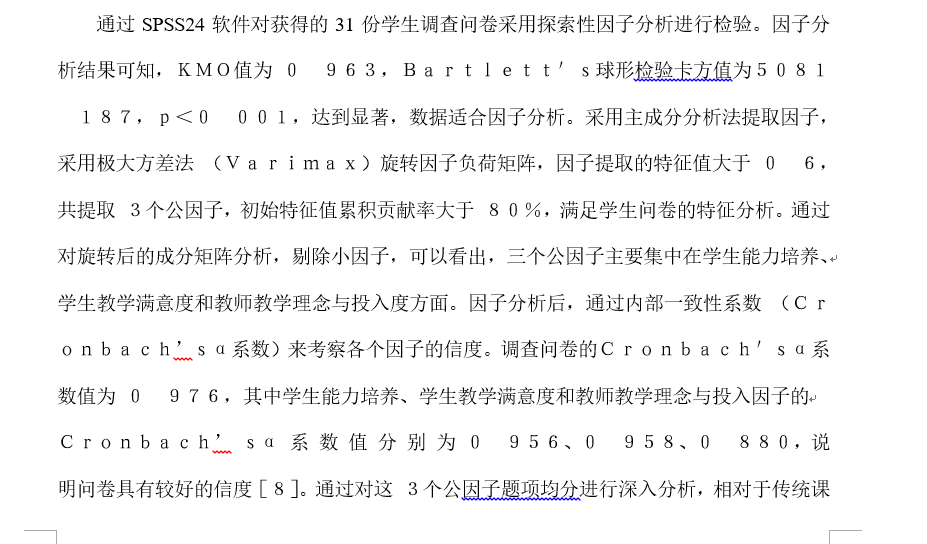 通过 SPSS24 软件对获得的 31 份学生调查问卷采用探索性因子分析进行检验。因子分
析结果可知，ＫＭＯ值为 ０　９６３，Ｂａｒｔｌｅｔｔ′ｓ球形检验卡方值为５０８１
１８７，ｐ＜０　００１，达到显著，数据适合因子分析。采用主成分分析法提取因子，
采用极大方差法 （Ｖａｒｉｍａｘ）旋转因子负荷矩阵，因子提取的特征值大于 ０　６，
共提取 ３个公因子，初始特征值累积贡献率大于 ８０％，满足学生问卷的特征分析。通过
对旋转后的成分矩阵分析，剔除小因子，可以看出，三个公因子主要集中在学生能力培养、
学生教学满意度和教师教学理念与投入度方面。因子分析后，通过内部一致性系数 （Ｃｒ
ｏｎｂａｃｈ’ｓα系数）来考察各个因子的信度。调查问卷的Ｃｒｏｎｂａｃｈ′ｓα系
数值为 ０　９７６，其中学生能力培养、学生教学满意度和教师教学理念与投入因子的
Ｃｒｏｎｂａｃｈ’ｓα 系数值分别为０　９５６、０　９５８、０　８８０，说
明问卷具有较好的信度［８］。通过对这 ３个公因子题项均分进行深入分析，相对于传统课